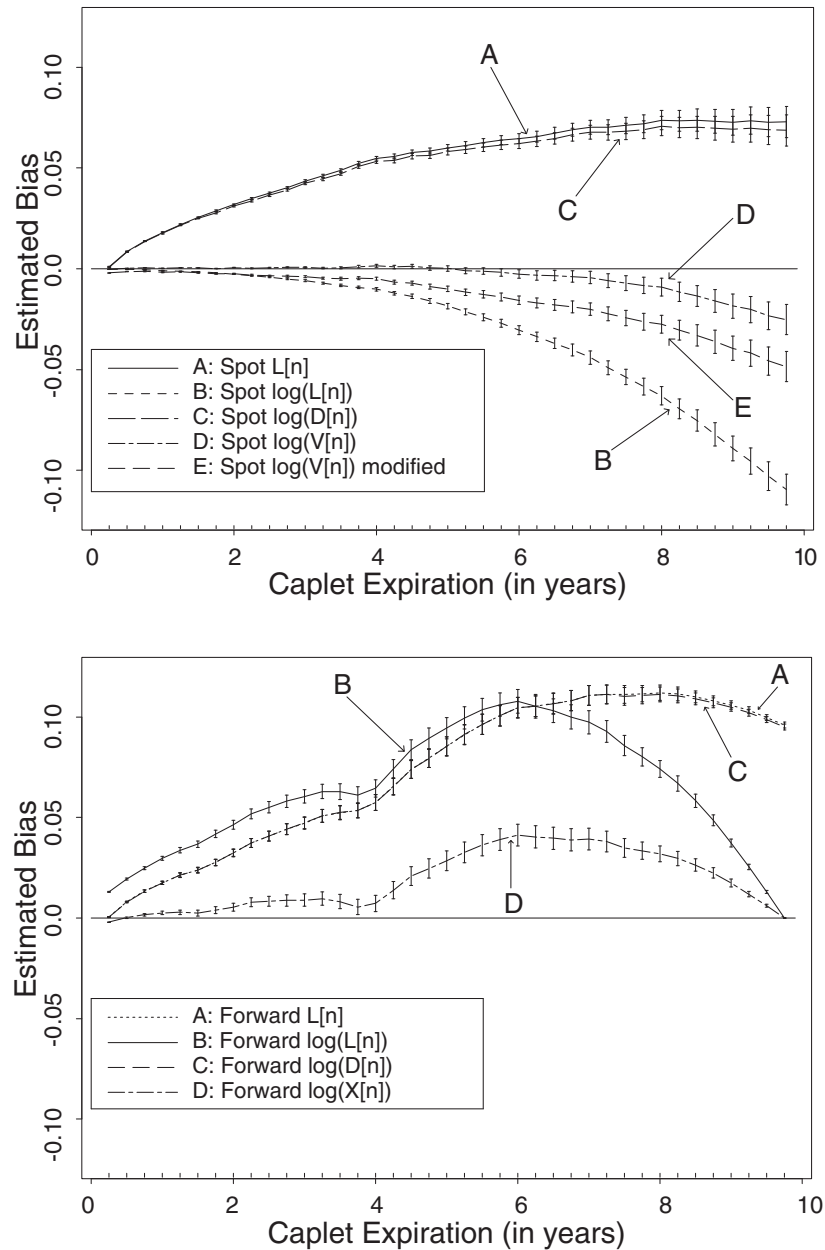 0.10
0.05
0.0
-0.05
-0.10
Estimated Bias
A
C
D
E
B
A: Spot L[n]
B: Spot log(L[n])
C: Spot log(D[n])
D: Spot log(V[n])
E: Spot log(V[n]) modified
0 2 4 6 8 10
Caplet Expiration (in years)
0.10
0.05
0.0
-0.05
-0.10
Estimated Bias
B
A
C
D
A: Forward L[n]
B: Forward log(L[n])
C: Forward log(D[n])
D: Forward log(X[n])
0 2 4 6 8 10
Caplet Expiration (in years)